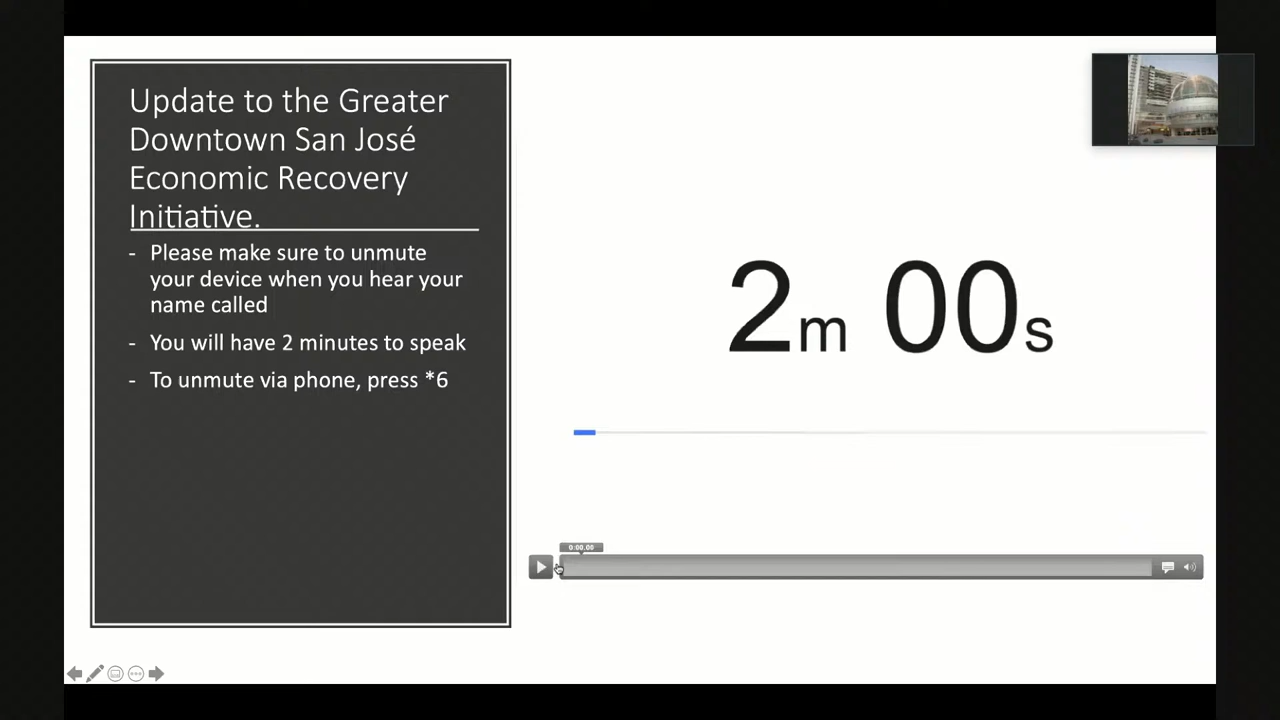 Update to the Greater
Downtown San José
Economic Recovery
Initiative.
- Please make sure to unmute
your device when you hear your
name called
- You will have 2 minutes to speak
- To unmute via phone, press *6
2m 00s
0:00.00